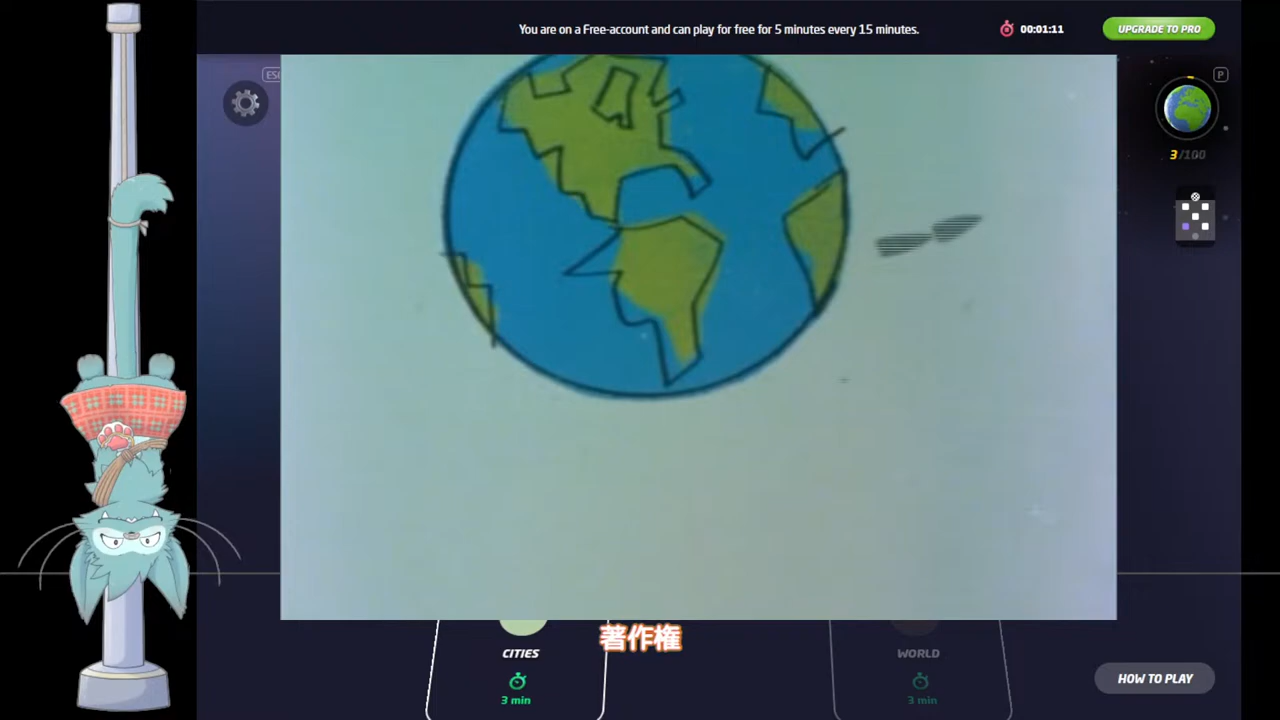 You are on a Free-account and can play for free for 5 minutes every 15 minutes.
00:01:11
UPGRADE TO PRO
ESC
P
3/100
著作権
CITIES
3 min
WORLD
3 min
HOW TO PLAY